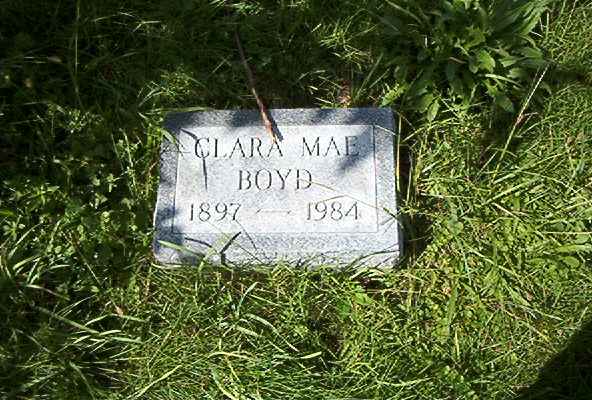 CLARA MAE
BOYD
1897 — 1984